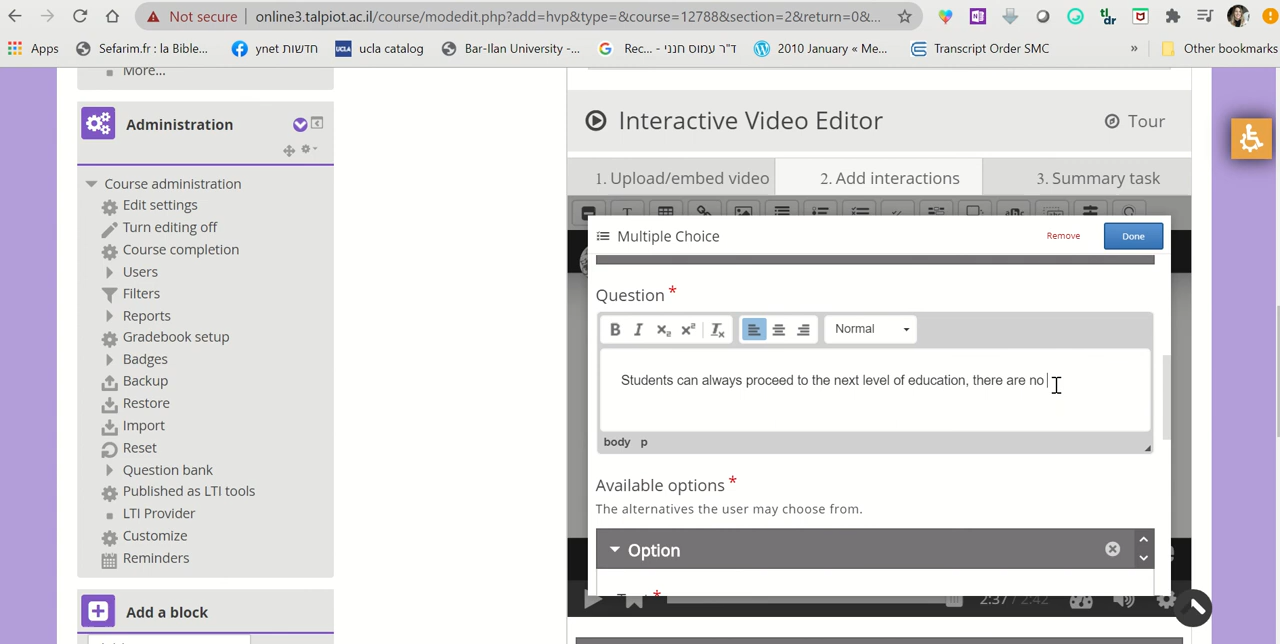 Not secure online3.talpiot.ac.il/course/modedit.php?add=hvp&type=&course=12788&section=2&return=0&...
Apps Sefarim.fr : la Bible... ynet חדשות ucla catalog Bar-Ilan University -... Rec... - ד"ר עמוס חנני 2010 January « Me... Transcript Order SMC » Other bookmarks
More...
Administration
Course administration
Edit settings
Turn editing off
Course completion
Users
Filters
Reports
Gradebook setup
Badges
Backup
Restore
Import
Reset
Question bank
Published as LTI tools
LTI Provider
Customize
Reminders
Add a block
Interactive Video Editor
Tour
1. Upload/embed video 2. Add interactions 3. Summary task
Multiple Choice
Remove Done
Question *
B I Normal
Students can always proceed to the next level of education, there are no
body p
Available options *
The alternatives the user may choose from.
Option
2:37 / 2:42